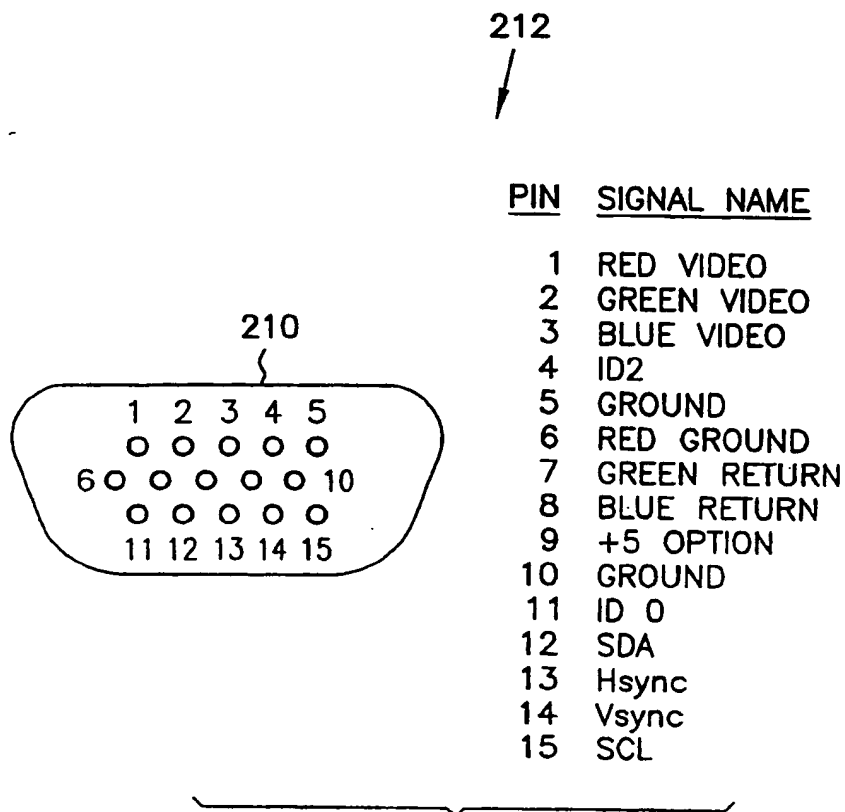 212
PIN SIGNAL NAME
1 RED VIDEO
2 GREEN VIDEO
3 BLUE VIDEO
4 ID2
5 GROUND
6 RED GROUND
7 GREEN RETURN
8 BLUE RETURN
9 +5 OPTION
10 GROUND
11 ID 0
12 SDA
13 Hsync
14 Vsync
15 SCL
210
1 2 3 4 5
6 10
11 12 13 14 15